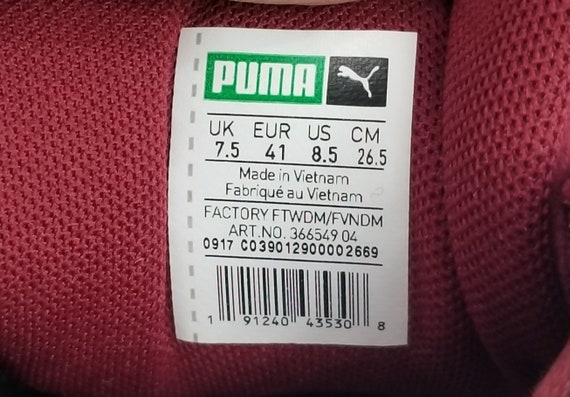 PUMA
UK EUR US CM
7.5 41 8.5 26.5
Made in Vietnam
Fabriqué au Vietnam
FACTORY FTWDM/FVNDM
ART.NO. 366549 04
0917 C039012900002669
1 91240 43530 8